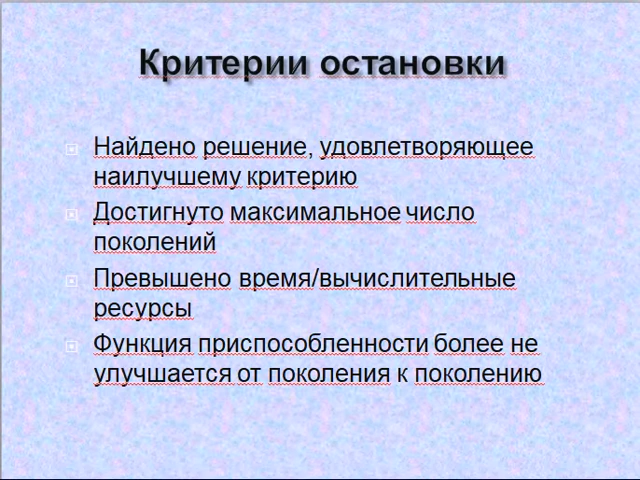 Критерии остановки
Найдено решение, удовлетворяющее
наилучшему критерию
Достигнуто максимальное число
поколений
Превышено время/вычислительные
ресурсы
Функция приспособленности более не
улучшается от поколения к поколению